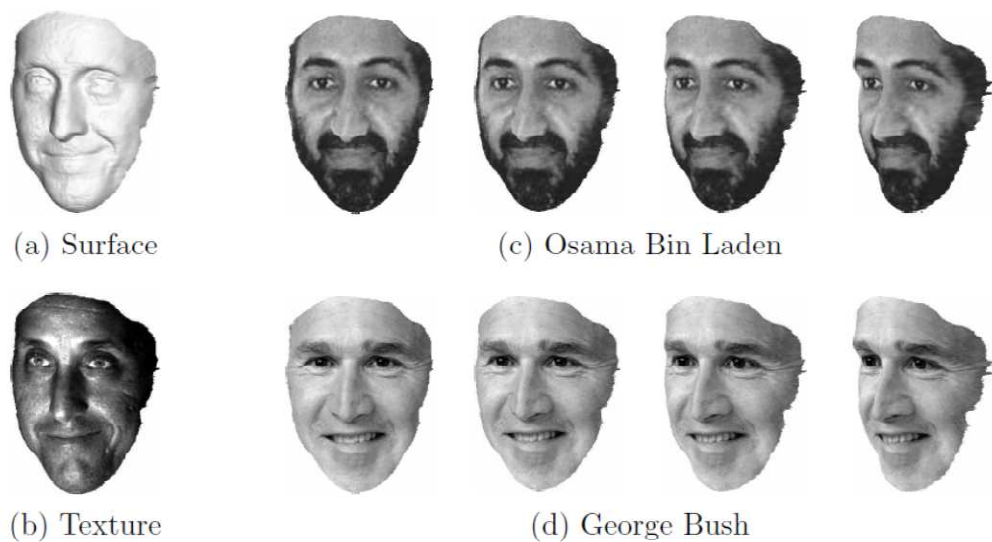 (a) Surface
(c) Osama Bin Laden
(b) Texture
(d) George Bush